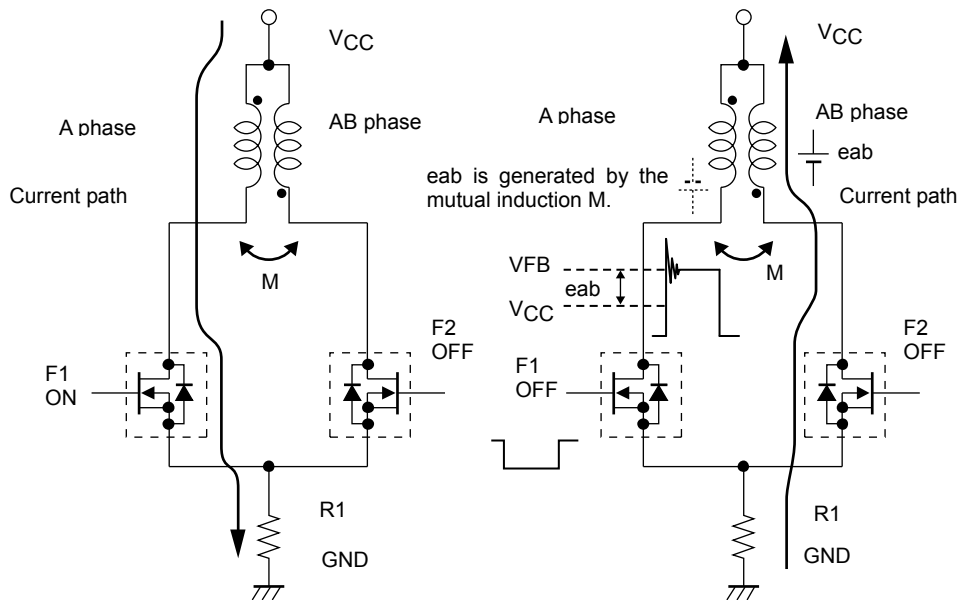 VCC
A phase
AB phase
Current path
M
F1
ON
F2
OFF
R1
GND
VCC
A phase
AB phase
eab
eab is generated by the
mutual induction M.
Current path
M
VFB
eab
VCC
F1
OFF
F2
OFF
R1
GND